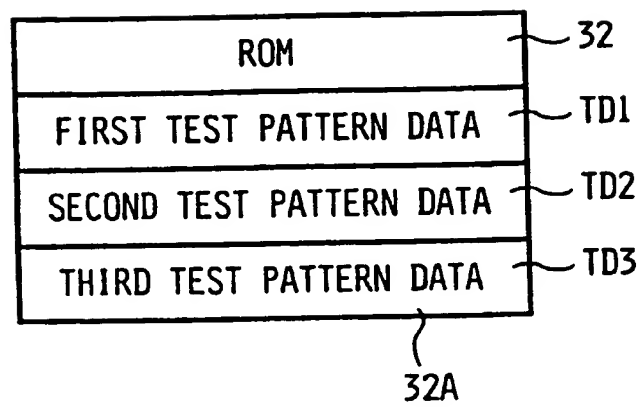 ROM
32
FIRST TEST PATTERN DATA
TD1
SECOND TEST PATTERN DATA
TD2
THIRD TEST PATTERN DATA
TD3
32A